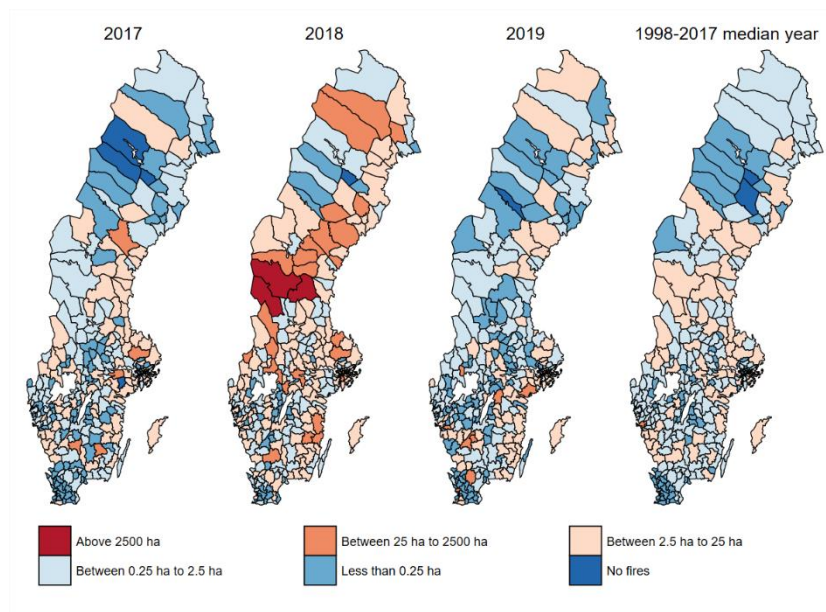 2017 2018 2019 1998-2017 median year
Above 2500 ha Between 25 ha to 2500 ha Between 2.5 ha to 25 ha
Between 0.25 ha to 2.5 ha Less than 0.25 ha No fires